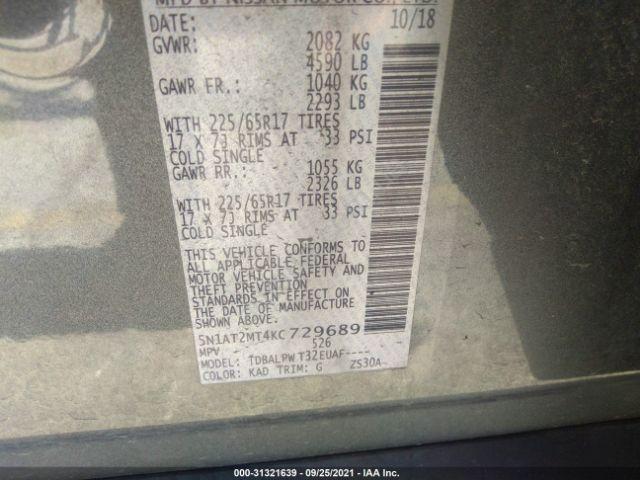 MFD BY NISSAN MOTOR CO., LTD.
DATE: 10/18
GVWR: 2082 KG
4590 LB
GAWR FR.: 1040 KG
2293 LB
WITH 225/65R17 TIRES
17 X 7J RIMS AT 33 PSI
COLD SINGLE
GAWR RR.: 1055 KG
2326 LB
WITH 225/65R17 TIRES
17 X 7J RIMS AT 33 PSI
COLD SINGLE
THIS VEHICLE CONFORMS TO
ALL APPLICABLE FEDERAL
MOTOR VEHICLE SAFETY AND
THEFT PREVENTION
STANDARDS IN EFFECT ON
THE DATE OF MANUFACTURE
SHOWN ABOVE.
5N1AT2MT4KC729689
MPV 526
MODEL: TDBALPW T32EUAF----
COLOR: KAD TRIM: G ZS30A-
000-31321639 - 09/25/2021 - IAA Inc.